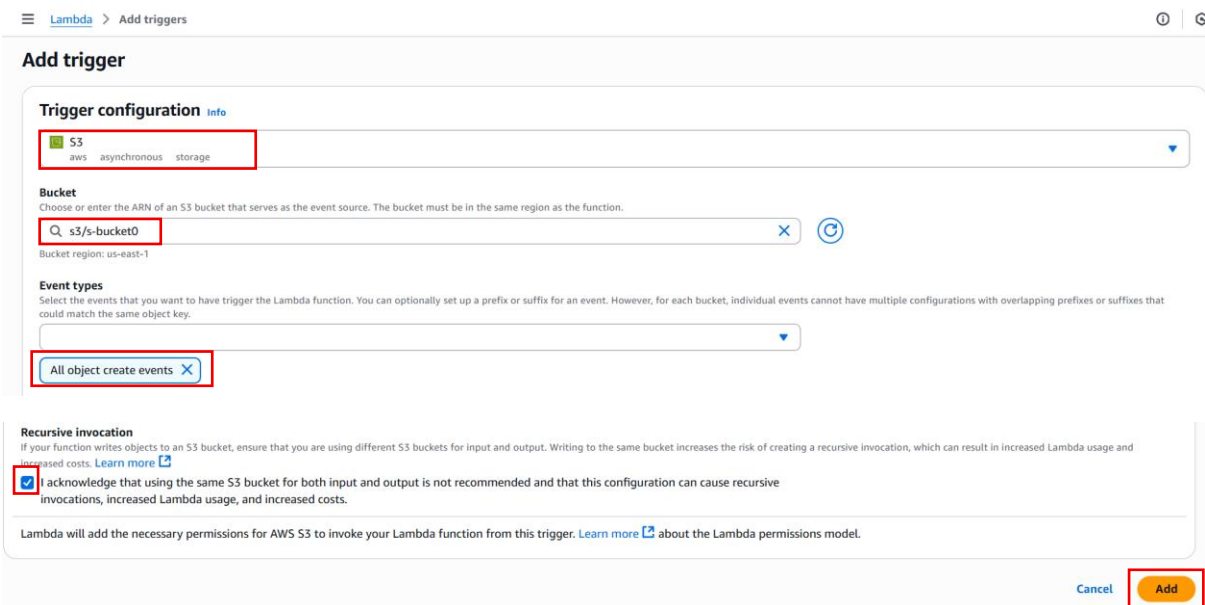 Lambda > Add triggers
Add trigger
Trigger configuration Info
S3
aws asynchronous storage
Bucket
Choose or enter the ARN of an S3 bucket that serves as the event source. The bucket must be in the same region as the function.
s3/s-bucket0
Bucket region: us-east-1
Event types
Select the events that you want to have trigger the Lambda function. You can optionally set up a prefix or suffix for an event. However, for each bucket, individual events cannot have multiple configurations with overlapping prefixes or suffixes that
could match the same object key.
All object create events
Recursive invocation
If your function writes objects to an S3 bucket, ensure that you are using different S3 buckets for input and output. Writing to the same bucket increases the risk of creating a recursive invocation, which can result in increased Lambda usage and
increased costs. Learn more
I acknowledge that using the same S3 bucket for both input and output is not recommended and that this configuration can cause recursive
invocations, increased Lambda usage, and increased costs.
Lambda will add the necessary permissions for AWS S3 to invoke your Lambda function from this trigger. Learn more about the Lambda permissions model.
Cancel Add